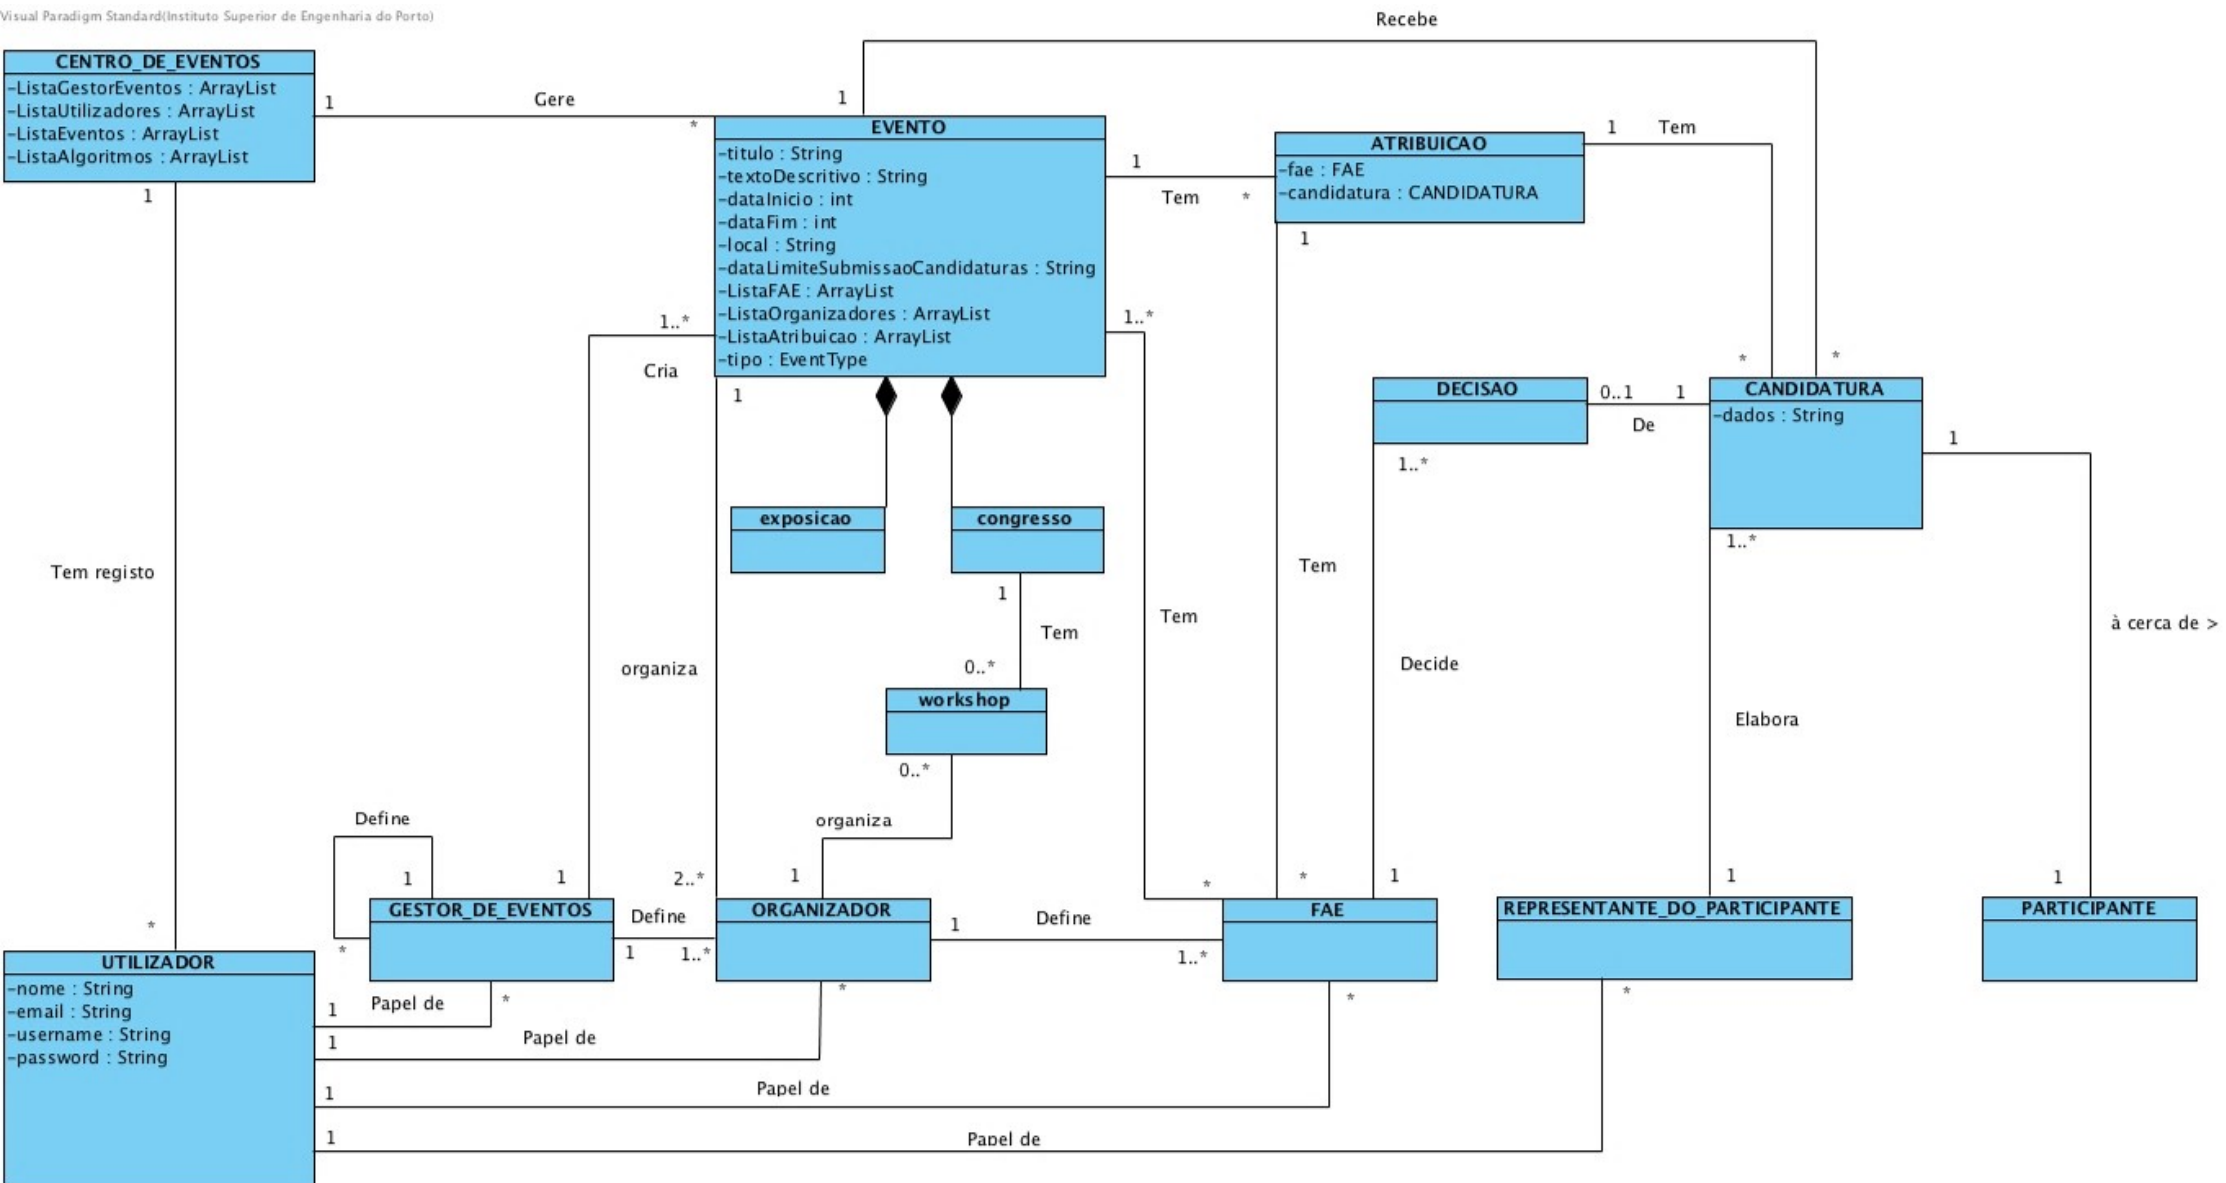 Visual Paradigm Standard(Instituto Superior de Engenharia do Porto)
Recebe
CENTRO_DE_EVENTOS
-ListaGestorEventos : ArrayList
-ListaUtilizadores : ArrayList
-ListaEventos : ArrayList
-ListaAlgoritmos : ArrayList
1
Gere
*
1
1
EVENTO
-titulo : String
-textoDescritivo : String
-dataInicio : int
-dataFim : int
-local : String
-dataLimiteSubmissaoCandidaturas : String
-ListaFAE : ArrayList
-ListaOrganizadores : ArrayList
-ListaAtribuicao : ArrayList
-tipo : EventType
1
Tem
*
ATRIBUICAO
-fae : FAE
-candidatura : CANDIDATURA
1
Tem
1
*
*
1..*
Cria
1
1..*
DECISAO
0..1
1
De
1..*
CANDIDATURA
-dados : String
1
1..*
exposicao
congresso
1
Tem
0..*
workshop
0..*
organiza
Tem registo
organiza
Tem
Tem
Decide
Elabora
à cerca de >
Define
1
*
1
2..*
1
*
*
1
1
1
GESTOR_DE_EVENTOS
Define
1
1..*
ORGANIZADOR
1
Define
1..*
FAE
REPRESENTANTE_DO_PARTICIPANTE
PARTICIPANTE
*
UTILIZADOR
-nome : String
-email : String
-username : String
-password : String
1
Papel de
*
1
Papel de
*
1
Papel de
*
1
Papel de
*